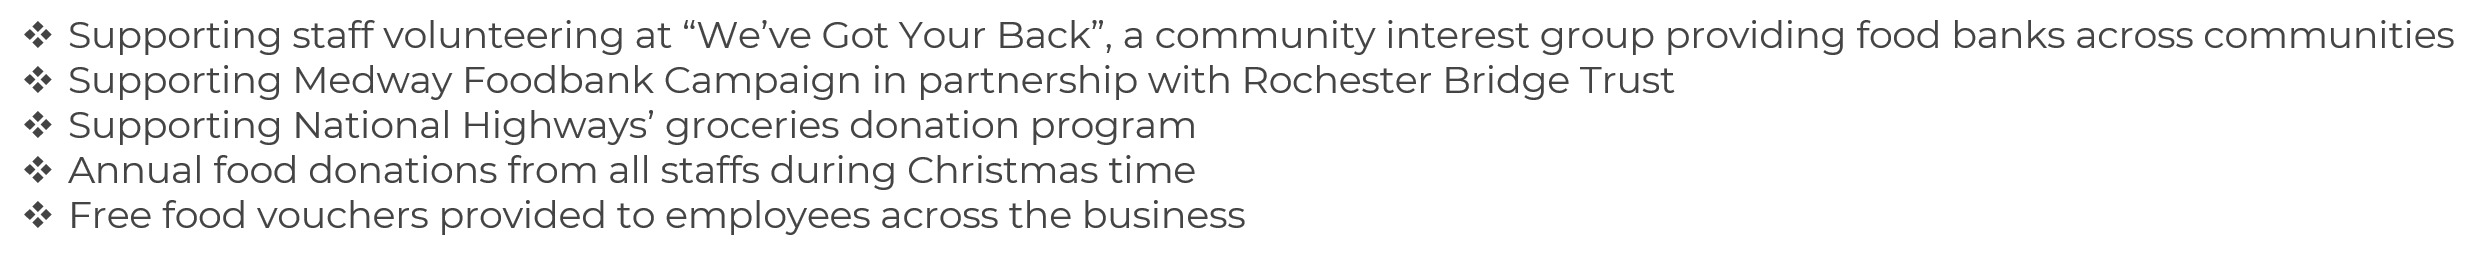 ❖ Supporting staff volunteering at “We’ve Got Your Back”, a community interest group providing food banks across communities
❖ Supporting Medway Foodbank Campaign in partnership with Rochester Bridge Trust
❖ Supporting National Highways’ groceries donation program
❖ Annual food donations from all staffs during Christmas time
❖ Free food vouchers provided to employees across the business